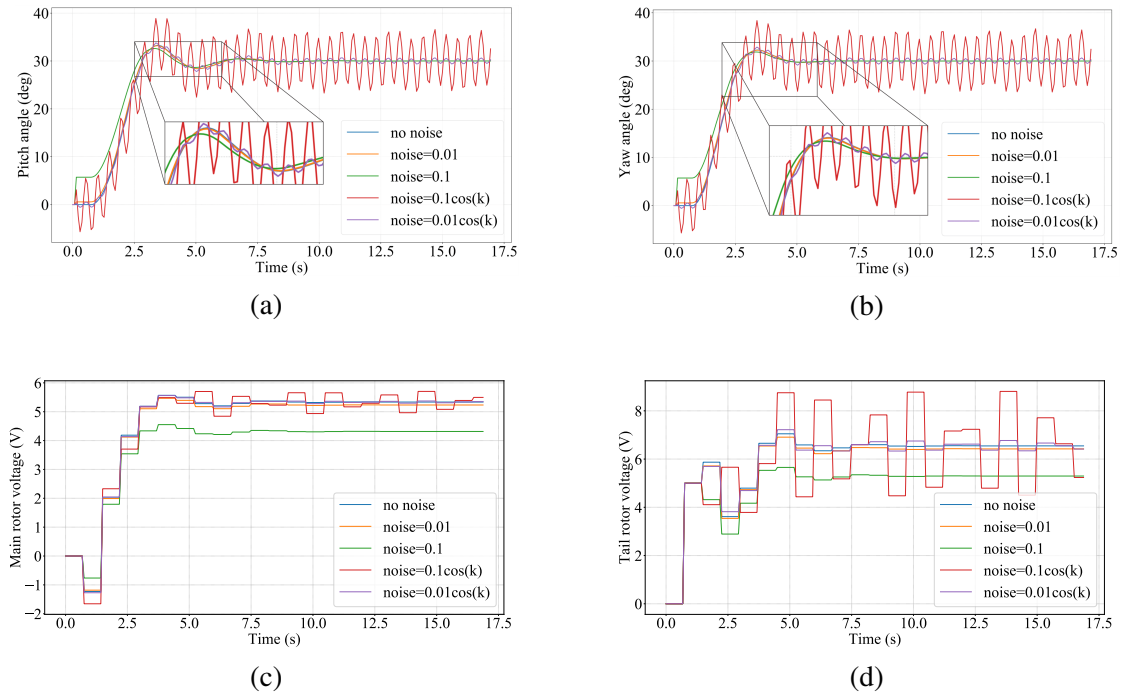 40
30
20
10
0
Pitch angle (deg)
no noise
noise=0.01
noise=0.1
noise=0.1cos(k)
noise=0.01cos(k)
0.0 2.5 5.0 7.5 10.0 12.5 15.0 17.5
Time (s)
(a)
40
30
20
10
0
Yaw angle (deg)
no noise
noise=0.01
noise=0.1
noise=0.1cos(k)
noise=0.01cos(k)
0.0 2.5 5.0 7.5 10.0 12.5 15.0 17.5
Time (s)
(b)
6
5
4
3
2
1
0
−1
−2
Main rotor voltage (V)
no noise
noise=0.01
noise=0.1
noise=0.1cos(k)
noise=0.01cos(k)
0.0 2.5 5.0 7.5 10.0 12.5 15.0 17.5
Time (s)
(c)
8
6
4
2
0
Tail rotor voltage (V)
no noise
noise=0.01
noise=0.1
noise=0.1cos(k)
noise=0.01cos(k)
0.0 2.5 5.0 7.5 10.0 12.5 15.0 17.5
Time (s)
(d)